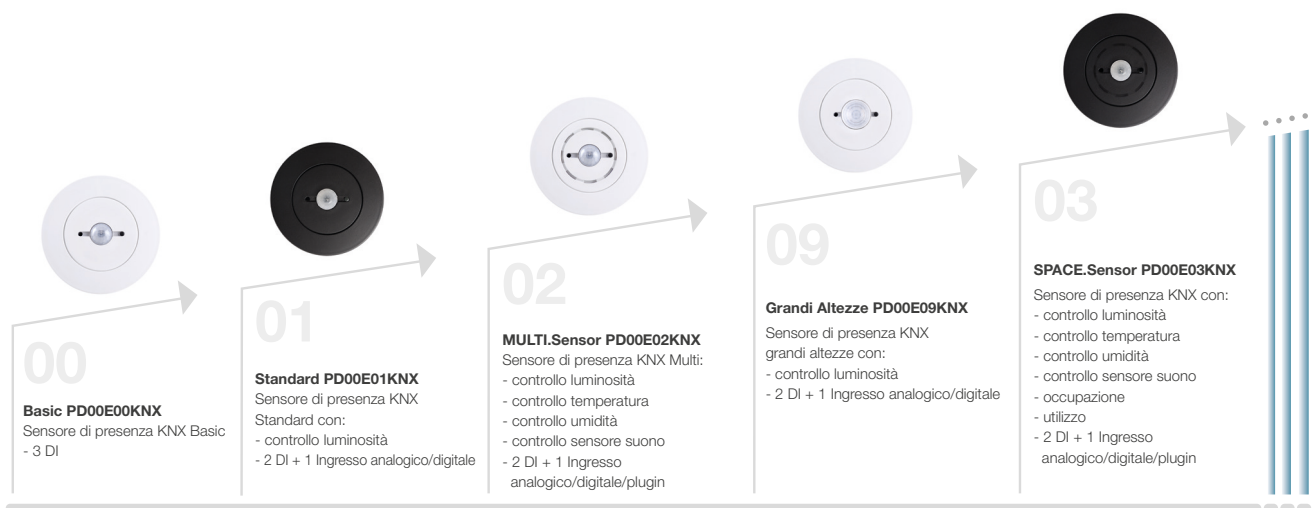 00
Basic PD00E00KNX
Sensore di presenza KNX Basic
- 3 DI
01
Standard PD00E01KNX
Sensore di presenza KNX
Standard con:
- controllo luminosità
- 2 DI + 1 Ingresso analogico/digitale
02
MULTI.Sensor PD00E02KNX
Sensore di presenza KNX Multi:
- controllo luminosità
- controllo temperatura
- controllo umidità
- controllo sensore suono
- 2 DI + 1 Ingresso
analogico/digitale/plugin
09
Grandi Altezze PD00E09KNX
Sensore di presenza KNX
grandi altezze con:
- controllo luminosità
- 2 DI + 1 Ingresso analogico/digitale
03
SPACE.Sensor PD00E03KNX
Sensore di presenza KNX con:
- controllo luminosità
- controllo temperatura
- controllo umidità
- controllo sensore suono
- occupazione
- utilizzo
- 2 DI + 1 Ingresso
analogico/digitale/plugin